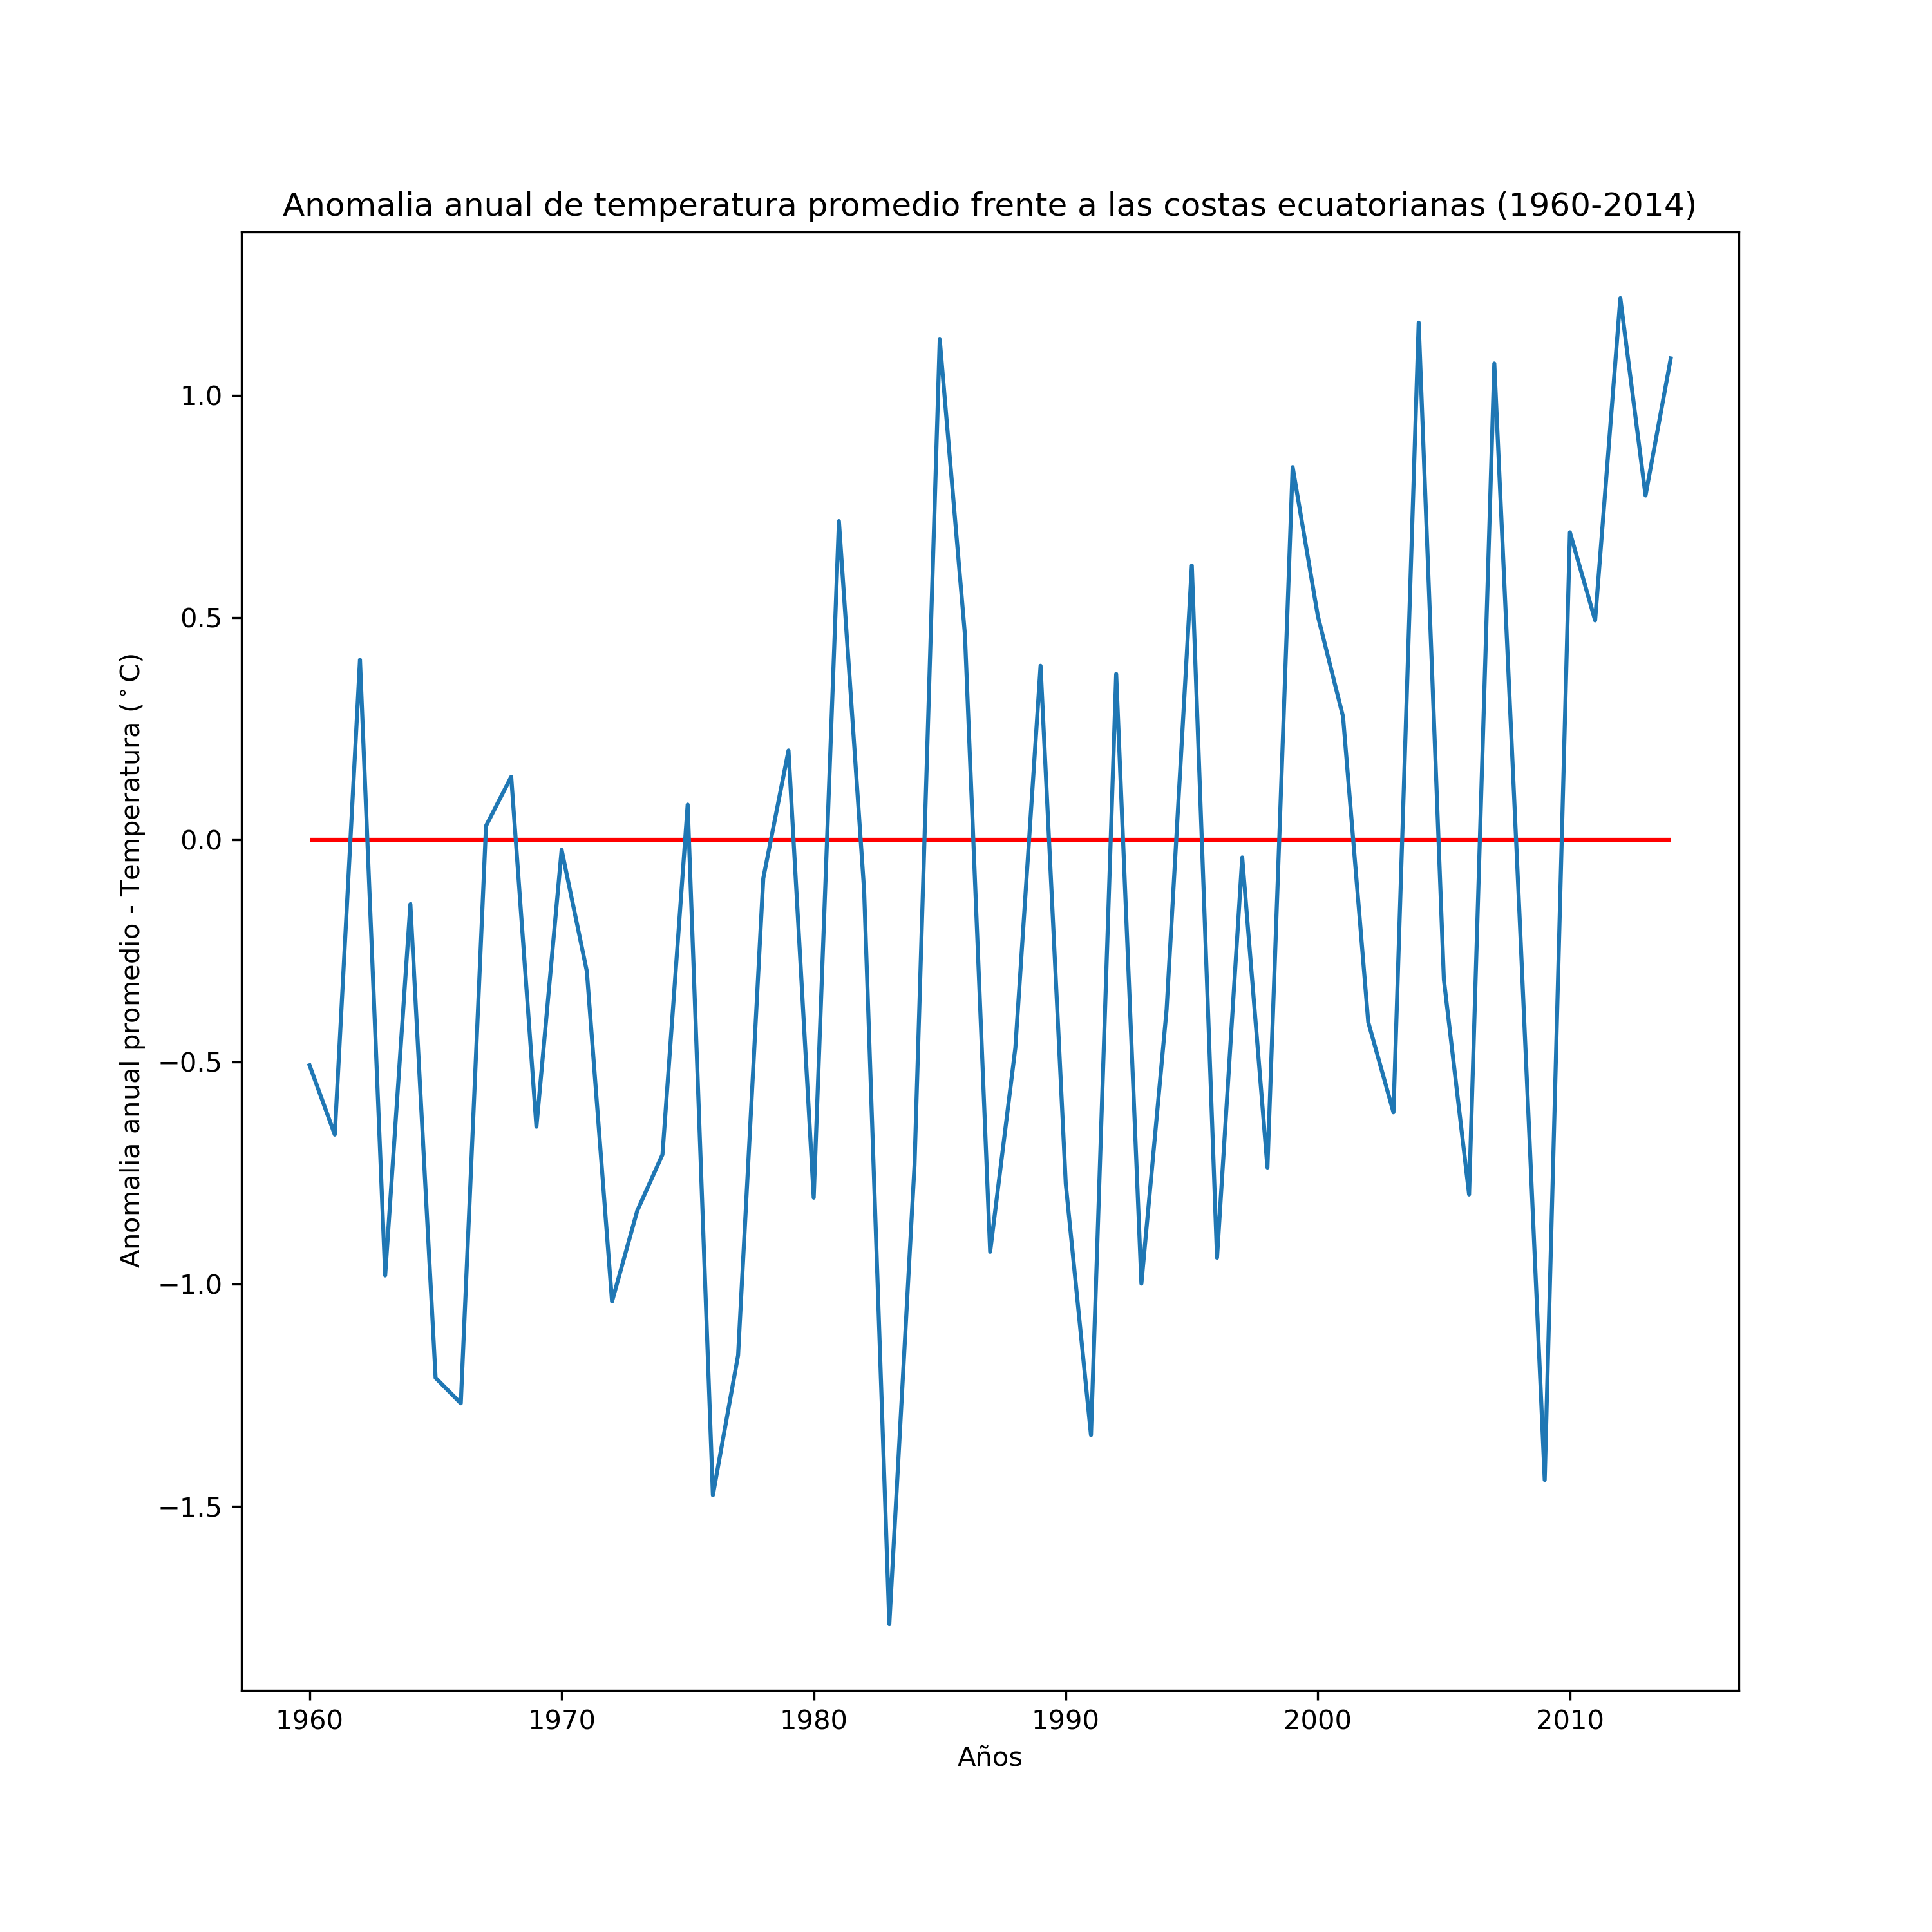 Anomalia anual de temperatura promedio frente a las costas ecuatorianas (1960-2014)
Anomalia anual promedio - Temperatura (°C)
1.0
0.5
0.0
−0.5
−1.0
−1.5
1960 1970 1980 1990 2000 2010
Años